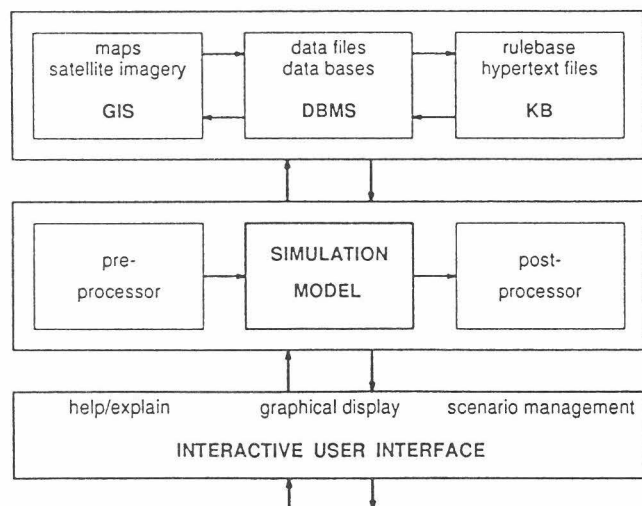 maps
satellite imagery
GIS
data files
data bases
DBMS
rulebase
hypertext files
KB
pre-
processor
SIMULATION
MODEL
post-
processor
help/explain graphical display scenario management
INTERACTIVE USER INTERFACE